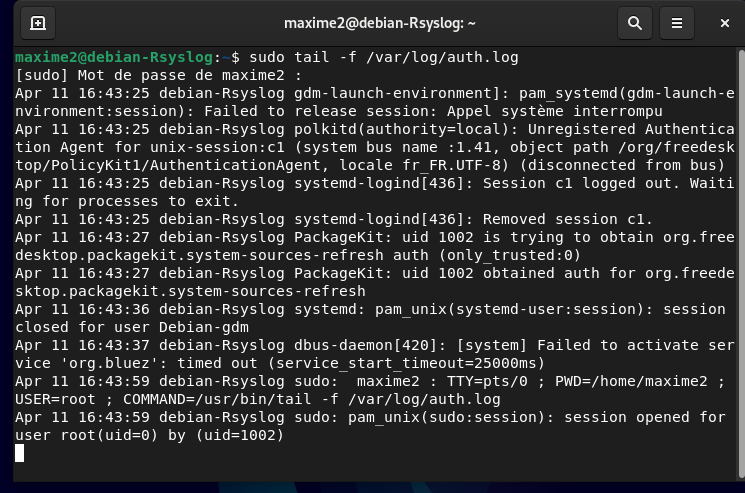 maxime2@debian-Rsyslog: ~
maxime2@debian-Rsyslog:~$ sudo tail -f /var/log/auth.log
[sudo] Mot de passe de maxime2 :
Apr 11 16:43:25 debian-Rsyslog gdm-launch-environment]: pam_systemd(gdm-launch-e
nvironment:session): Failed to release session: Appel système interrompu
Apr 11 16:43:25 debian-Rsyslog polkitd(authority=local): Unregistered Authentica
tion Agent for unix-session:c1 (system bus name :1.41, object path /org/freedesk
top/PolicyKit1/AuthenticationAgent, locale fr_FR.UTF-8) (disconnected from bus)
Apr 11 16:43:25 debian-Rsyslog systemd-logind[436]: Session c1 logged out. Waiti
ng for processes to exit.
Apr 11 16:43:25 debian-Rsyslog systemd-logind[436]: Removed session c1.
Apr 11 16:43:27 debian-Rsyslog PackageKit: uid 1002 is trying to obtain org.free
desktop.packagekit.system-sources-refresh auth (only_trusted:0)
Apr 11 16:43:27 debian-Rsyslog PackageKit: uid 1002 obtained auth for org.freede
sktop.packagekit.system-sources-refresh
Apr 11 16:43:36 debian-Rsyslog systemd: pam_unix(systemd-user:session): session
closed for user Debian-gdm
Apr 11 16:43:37 debian-Rsyslog dbus-daemon[420]: [system] Failed to activate ser
vice 'org.bluez': timed out (service_start_timeout=25000ms)
Apr 11 16:43:59 debian-Rsyslog sudo:  maxime2 : TTY=pts/0 ; PWD=/home/maxime2 ;
USER=root ; COMMAND=/usr/bin/tail -f /var/log/auth.log
Apr 11 16:43:59 debian-Rsyslog sudo: pam_unix(sudo:session): session opened for
user root(uid=0) by (uid=1002)